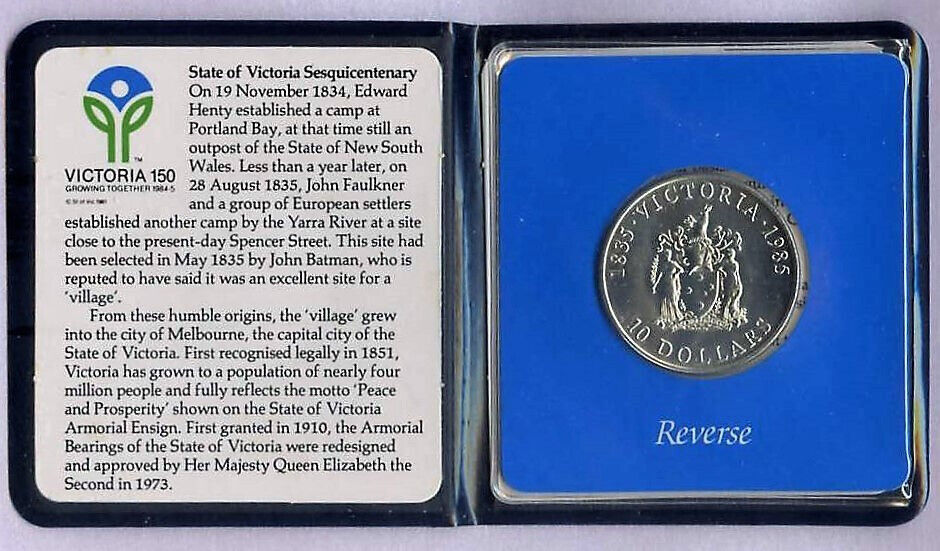 VICTORIA 150
GROWING TOGETHER 1984-5
TM
State of Victoria Sesquicentenary
On 19 November 1834, Edward
Henty established a camp at
Portland Bay, at that time still an
outpost of the State of New South
Wales. Less than a year later, on
28 August 1835, John Faulkner
and a group of European settlers
established another camp by the Yarra River at a site
close to the present-day Spencer Street. This site had
been selected in May 1835 by John Batman, who is
reputed to have said it was an excellent site for a
'village'.
From these humble origins, the 'village' grew
into the city of Melbourne, the capital city of the
State of Victoria. First recognised legally in 1851,
Victoria has grown to a population of nearly four
million people and fully reflects the motto 'Peace
and Prosperity' shown on the State of Victoria
Armorial Ensign. First granted in 1910, the Armorial
Bearings of the State of Victoria were redesigned
and approved by Her Majesty Queen Elizabeth the
Second in 1973.
1835 · VICTORIA · 1985
10 DOLLARS
Reverse